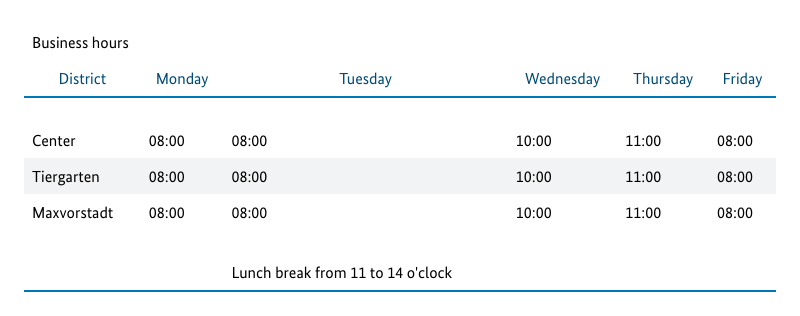 Business hours
District Monday Tuesday Wednesday Thursday Friday
Center 08:00 08:00 10:00 11:00 08:00
Tiergarten 08:00 08:00 10:00 11:00 08:00
Maxvorstadt 08:00 08:00 10:00 11:00 08:00
Lunch break from 11 to 14 o'clock